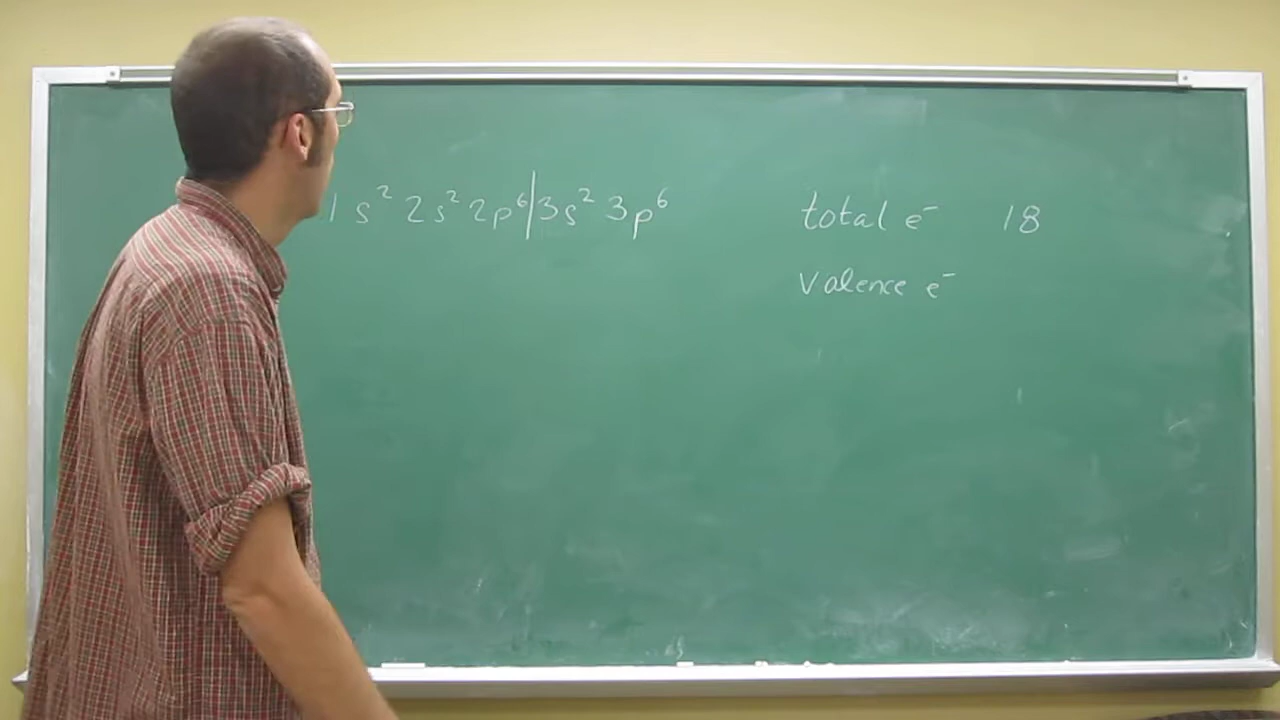 1s² 2s² 2p⁶|3s² 3p⁶
total e⁻ 18
valence e⁻